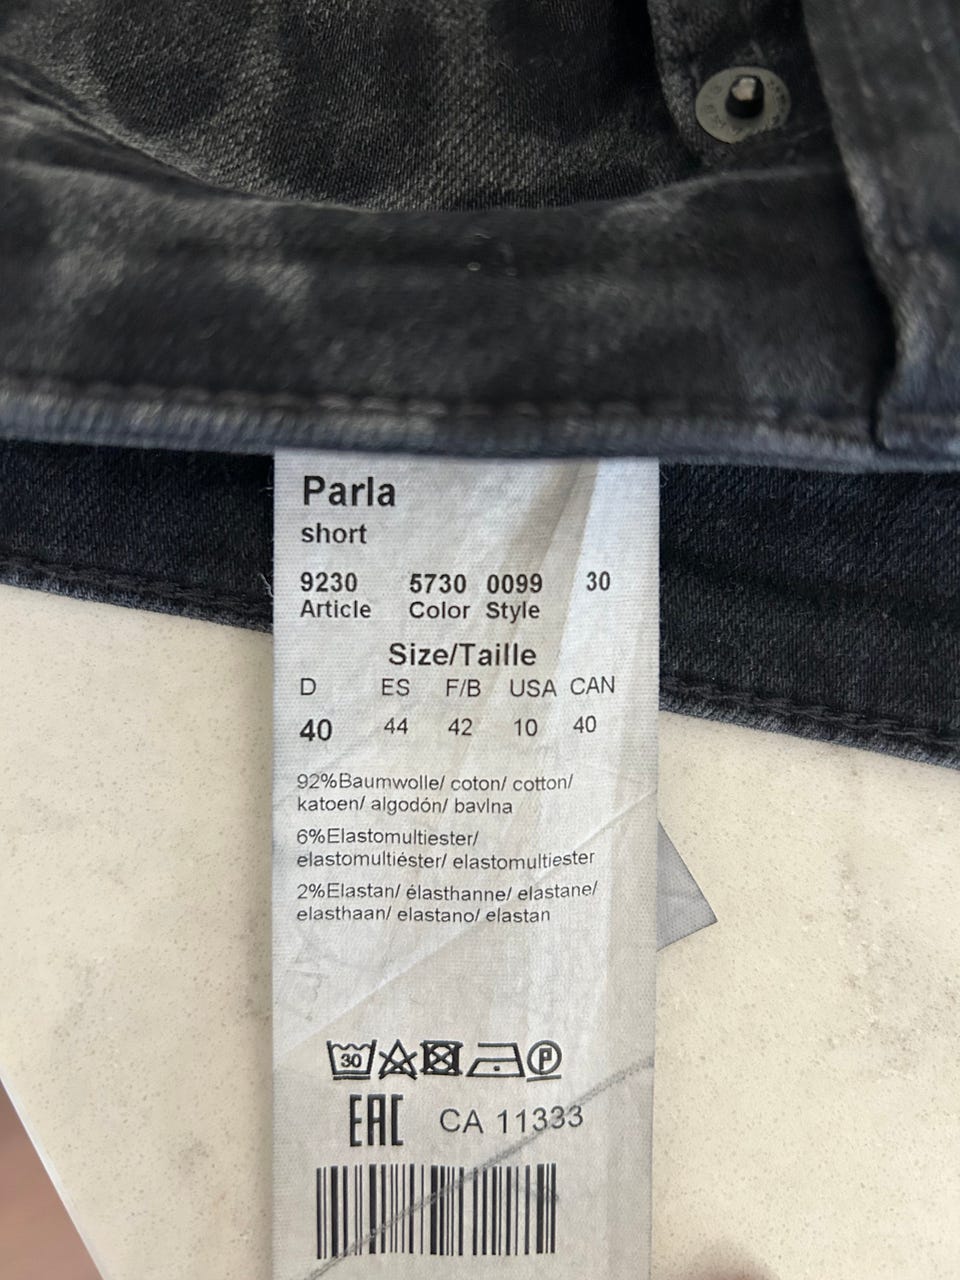 Parla
short
9230 5730 0099 30
Article Color Style
Size/Taille
D ES F/B USA CAN
40 44 42 10 40
92%Baumwolle/ coton/ cotton/
katoen/ algodón/ bavlna
6%Elastomultiester/
elastomultiéster/ elastomultiester
2%Elastan/ élasthanne/ elastane/
elasthaan/ elastano/ elastan
30 P
EAC CA 11333